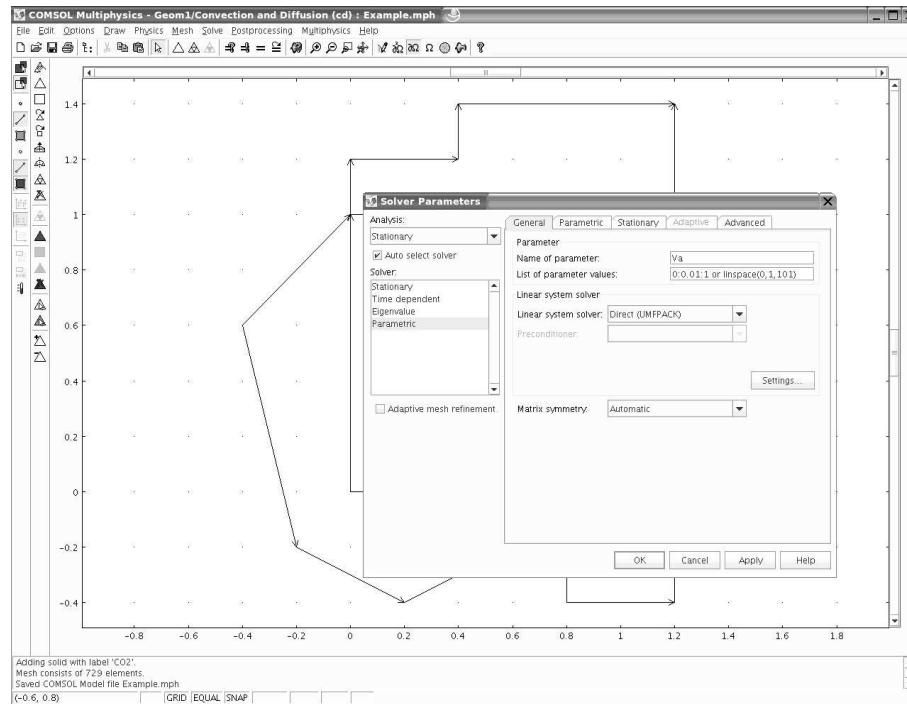 COMSOL Multiphysics - Geom1/Convection and Diffusion (cd) : Example.mph
File Edit Options Draw Physics Mesh Solve Postprocessing Multiphysics Help
1.4
1.2
1
0.8
0.6
0.4
0.2
0
-0.2
-0.4
-0.8 -0.6 -0.4 -0.2 0 0.2 0.4 0.6 0.8 1 1.2 1.4 1.6 1.8
Solver Parameters
Analysis:
Stationary
Auto select solver
Solver:
Stationary
Time dependent
Eigenvalue
Parametric
Adaptive mesh refinement
General Parametric Stationary Adaptive Advanced
Parameter
Name of parameter: Va
List of parameter values: 0:0.01:1 or linspace(0,1,101)
Linear system solver
Linear system solver: Direct (UMFPACK)
Preconditioner:
Settings...
Matrix symmetry: Automatic
OK Cancel Apply Help
Adding solid with label 'CO2'.
Mesh consists of 729 elements.
Saved COMSOL Model file Example.mph
(-0.6, 0.8) GRID EQUAL SNAP